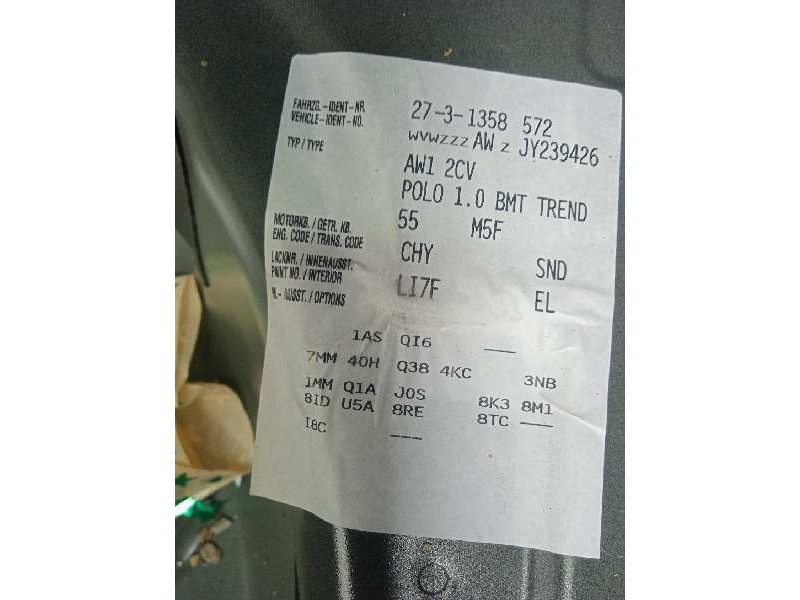 27-3-1358 572
FAHRZG.-IDENT-NR.
VEHICLE-IDENT-NO.
WVWZZZ AW Z JY239426
TYP / TYPE
AW1 2CV
POLO 1.0 BMT TREND
55 M5F
MOTORKB. / GETR. KB.
ENG. CODE / TRANS. CODE
CHY SND
LACKNR. / INNENAUSST.
PAINT NO. / INTERIOR
LI7F EL
M.- AUSST. / OPTIONS
1AS QI6 ___
7MM 40H Q38 4KC 3NB
1MM Q1A J0S 8K3 8M1
8ID U5A 8RE 8TC ___
I8C ---